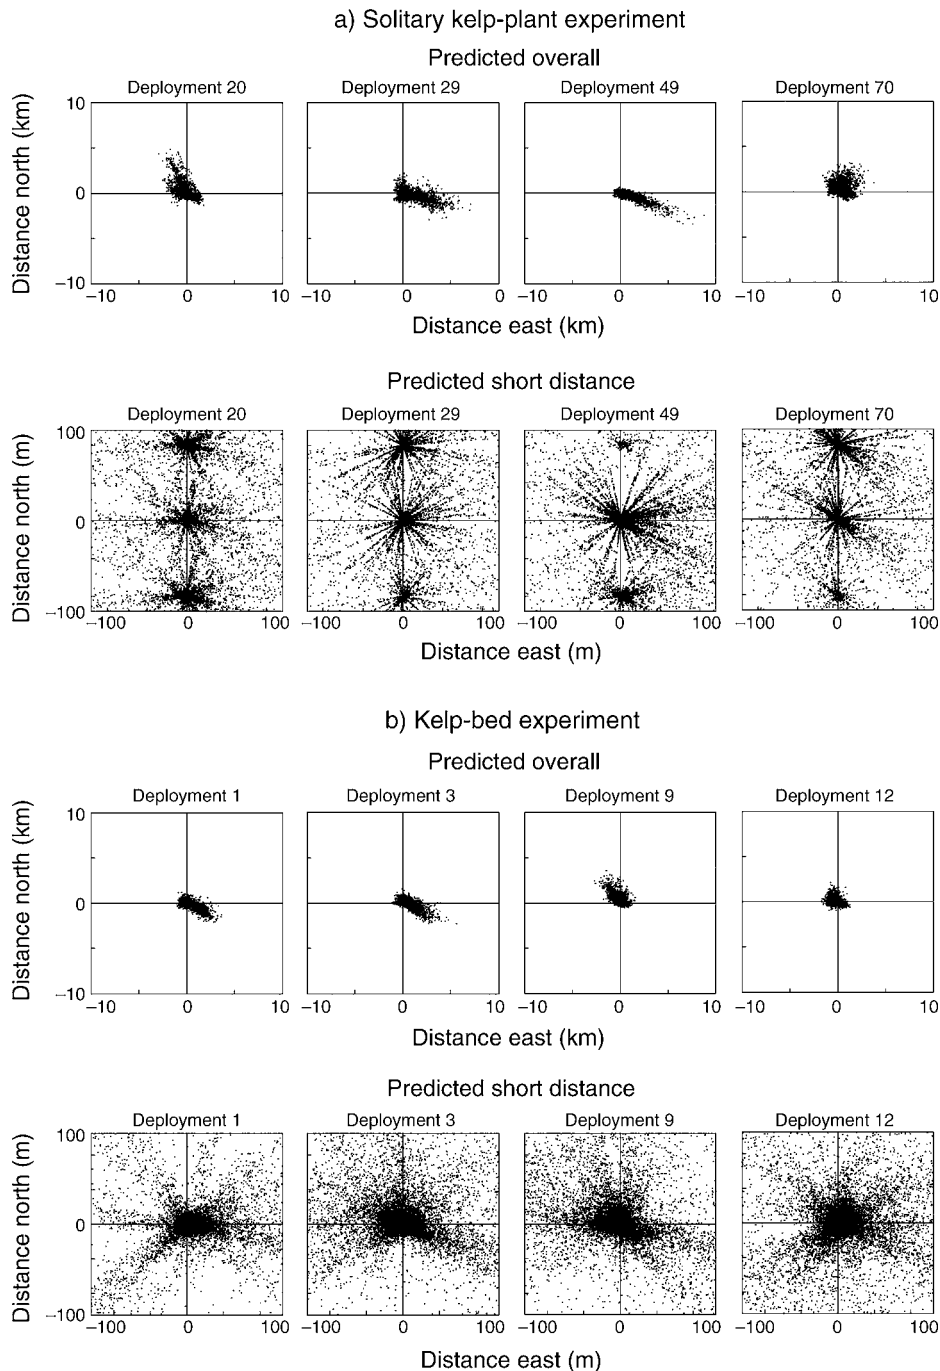 a) Solitary kelp-plant experiment
Predicted overall
Deployment 20 Deployment 29 Deployment 49 Deployment 70
Distance north (km)
10
0
−10
−10 0 10 −10 0 0 −10 0 10 −10 0 10
Distance east (km)
Predicted short distance
Deployment 20 Deployment 29 Deployment 49 Deployment 70
Distance north (m)
100
0
−100
−100 0 100 −100 0 100 −100 0 100 −100 0 100
Distance east (m)
b) Kelp-bed experiment
Predicted overall
Deployment 1 Deployment 3 Deployment 9 Deployment 12
Distance north (km)
10
0
−10
−10 0 10 −10 0 10 −10 0 10 −10 0 10
Distance east (km)
Predicted short distance
Deployment 1 Deployment 3 Deployment 9 Deployment 12
Distance north (m)
100
0
−100
−100 0 100 −100 0 100 −100 0 100 −100 0 100
Distance east (m)